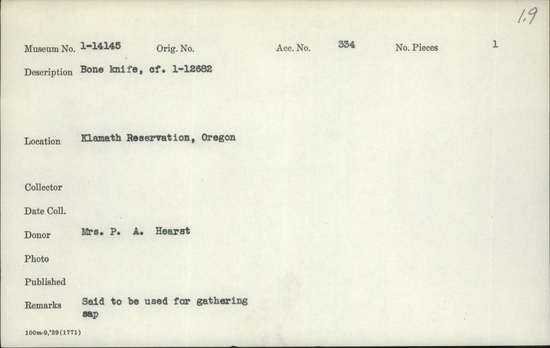 1.9
Museum No. 1-14145 Orig. No. Acc. No. 334 No. Pieces 1
Description Bone knife, cf. 1-12682
Location Klamath Reservation, Oregon
Collector
Date Coll.
Donor Mrs. P. A. Hearst
Photo
Published
Remarks Said to be used for gathering
sap
100m-9,'39(1771)